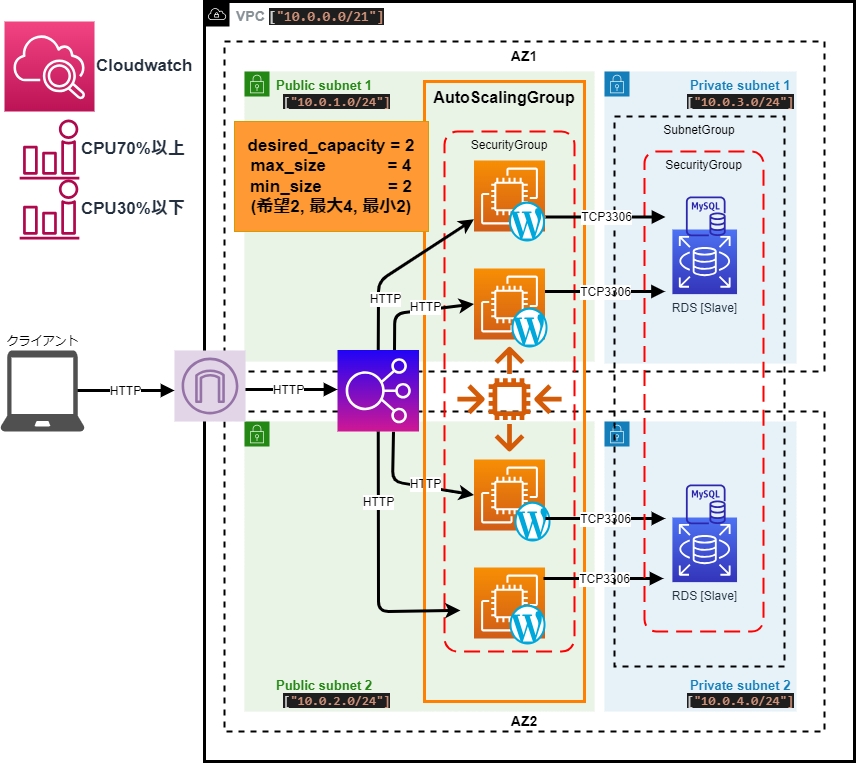 VPC ["10.0.0.0/21"]
Cloudwatch
CPU70%以上
CPU30%以下
AZ1
Public subnet 1
["10.0.1.0/24"]
Private subnet 1
["10.0.3.0/24"]
AutoScalingGroup
desired_capacity = 2
max_size = 4
min_size = 2
(希望2, 最大4, 最小2)
SecurityGroup
SubnetGroup
SecurityGroup
MySQL
TCP3306
TCP3306
RDS [Slave]
HTTP
HTTP
クライアント
HTTP
HTTP
HTTP
HTTP
MySQL
TCP3306
TCP3306
RDS [Slave]
Public subnet 2
["10.0.2.0/24"]
Private subnet 2
["10.0.4.0/24"]
AZ2